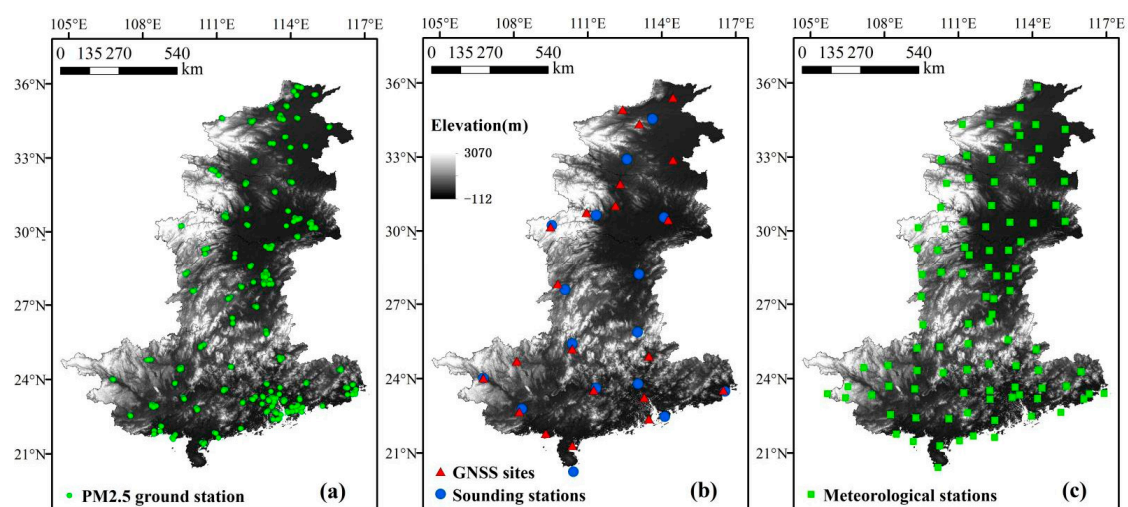 105°E 108°E 111°E 114°E 117°E
0 135 270 540
km
36°N
33°N
30°N
27°N
24°N
21°N
PM2.5 ground station (a)
105°E 108°E 111°E 114°E 117°E
0 135 270 540
km
Elevation(m)
3070
−112
36°N
33°N
30°N
27°N
24°N
21°N
GNSS sites
Sounding stations (b)
105°E 108°E 111°E 114°E 117°E
0 135 270 540
km
36°N
33°N
30°N
27°N
24°N
21°N
Meteorological stations (c)